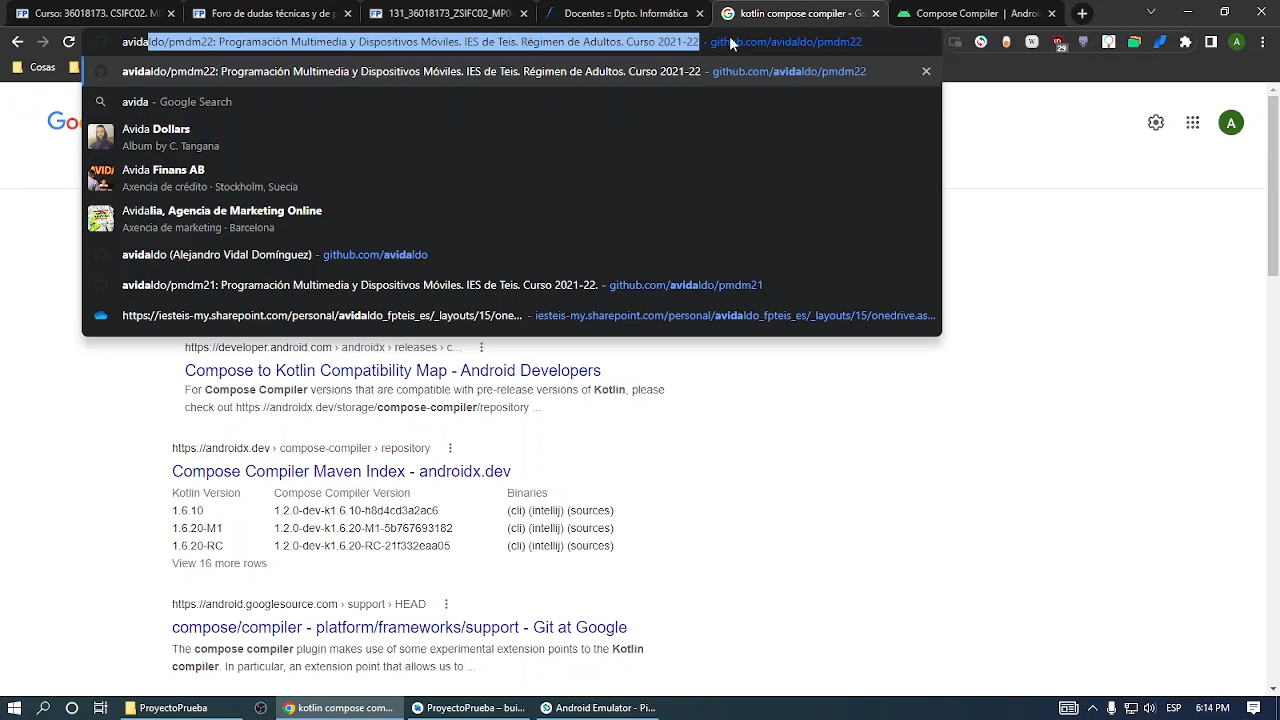 Curso: 36018173.CSIFC02.M
Foro de dudas técnicas y de p
131_36018173_ZSIFC02_MP0
Docentes :: Dpto. Informática
kotlin compose compiler - Go
Compose Compiler | Androi
avidaldo/pmdm22: Programación Multimedia y Dispositivos Móviles. IES de Teis. Régimen de Adultos. Curso 2021-22 - github.com/avidaldo/pmdm22
29
A
Cosas
avidaldo/pmdm22: Programación Multimedia y Dispositivos Móviles. IES de Teis. Régimen de Adultos. Curso 2021-22 - github.com/avidaldo/pmdm22
avida - Google Search
Avida Dollars
Album by C. Tangana
Avida Finans AB
Axencia de crédito · Stockholm, Suecia
Avidalia, Agencia de Marketing Online
Axencia de marketing · Barcelona
avidaldo (Alejandro Vidal Domínguez) - github.com/avidaldo
avidaldo/pmdm21: Programación Multimedia y Dispositivos Móviles. IES de Teis. Curso 2021-22. - github.com/avidaldo/pmdm21
https://iesteis-my.sharepoint.com/personal/avidaldo_fpteis_es/_layouts/15/one... - iesteis-my.sharepoint.com/personal/avidaldo_fpteis_es/_layouts/15/onedrive.as...
Goo
A
https://developer.android.com › androidx › releases › c...
Compose to Kotlin Compatibility Map - Android Developers
For Compose Compiler versions that are compatible with pre-release versions of Kotlin, please
check out https://androidx.dev/storage/compose-compiler/repository ...
https://androidx.dev › compose-compiler › repository
Compose Compiler Maven Index - androidx.dev
Kotlin Version Compose Compiler Version Binaries
1.6.10 1.2.0-dev-k1.6.10-h8d4cd3a2ac6 (cli) (intellij) (sources)
1.6.20-M1 1.2.0-dev-k1.6.20-M1-5b767693182 (cli) (intellij) (sources)
1.6.20-RC 1.2.0-dev-k1.6.20-RC-21f332eaa05 (cli) (intellij) (sources)
View 16 more rows
https://android.googlesource.com › support › HEAD
compose/compiler - platform/frameworks/support - Git at Google
The compose compiler plugin makes use of some experimental extension points to the Kotlin
compiler. In particular, an extension point that allows us to ...
ProyectoPrueba
kotlin compose com...
ProyectoPrueba – bui...
Android Emulator - Pi...
ESP
6:14 PM